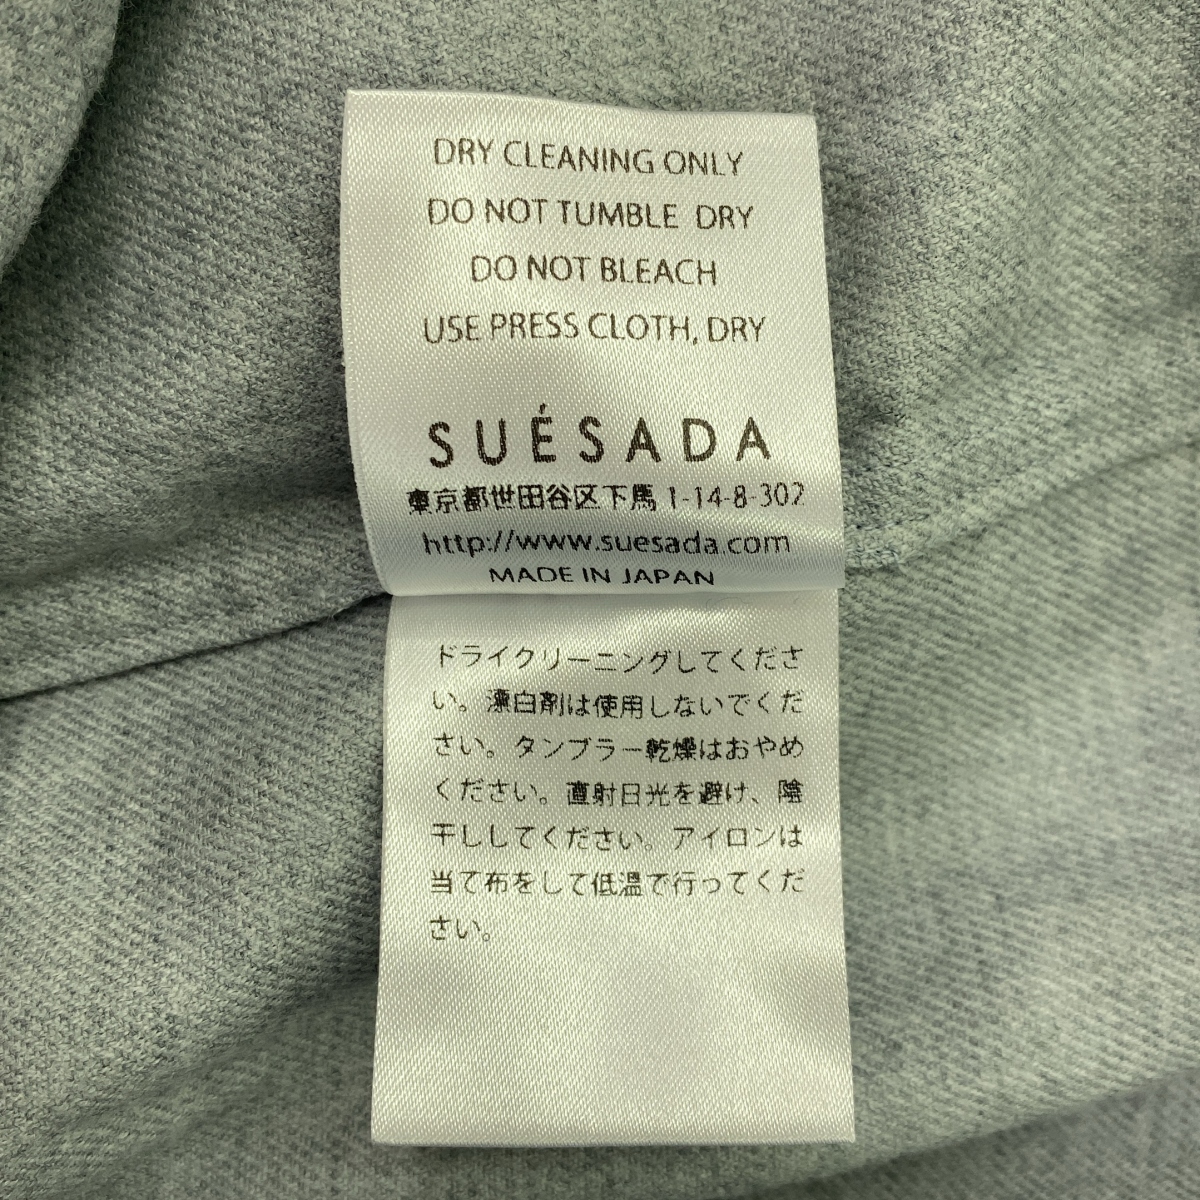 DRY CLEANING ONLY
DO NOT TUMBLE DRY
DO NOT BLEACH
USE PRESS CLOTH, DRY
SUÉSADA
東京都世田谷区下馬 1-14-8-302
http://www.suesada.com
MADE IN JAPAN
ドライクリーニングしてくださ
い。漂白剤は使用しないでくだ
さい。タンブラー乾燥はおやめ
ください。直射日光を避け、陰
干ししてください。アイロンは
当て布をして低温で行ってくだ
さい。